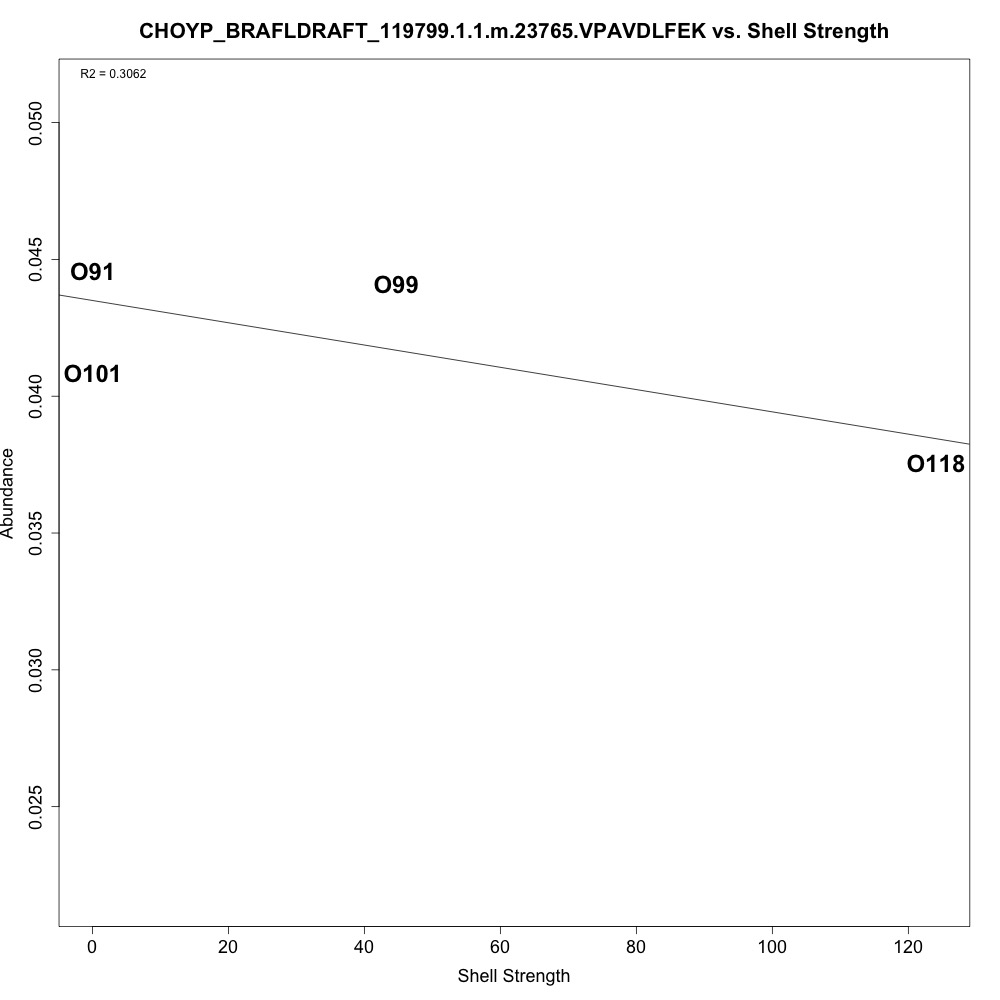 CHOYP_BRAFLDRAFT_119799.1.1.m.23765.VPAVDLFEK vs. Shell Strength
R2 = 0.3062
0.050
0.045
0.040
0.035
0.030
0.025
Abundance
O91
O99
O101
O118
0 20 40 60 80 100 120
Shell Strength